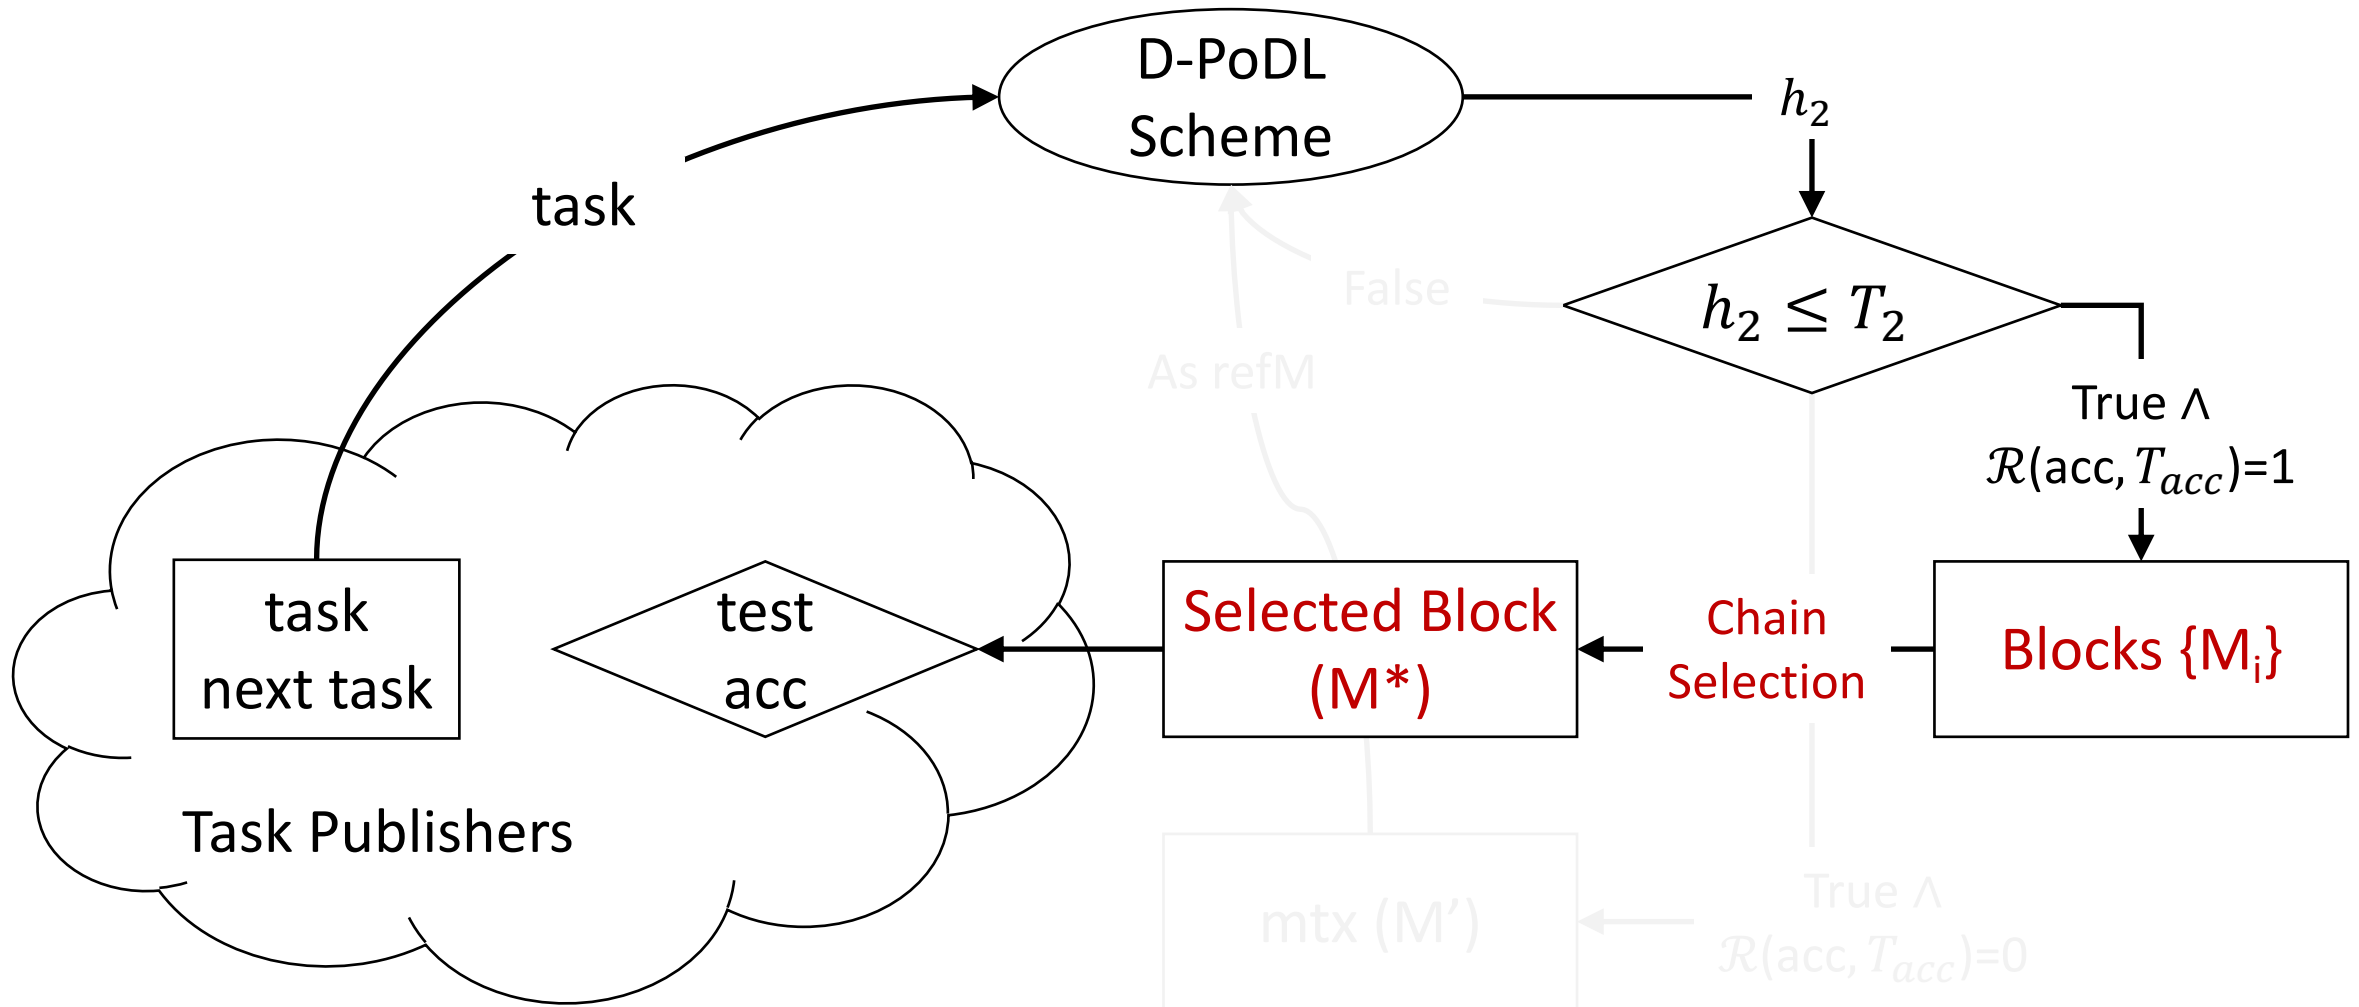 D-PoDL
Scheme
h₂
task
False
h₂ ≤ T₂
As refM
True ∧
ℛ(acc, T_acc)=1
task
next task
test
acc
Selected Block
(M*)
Chain
Selection
Blocks {Mᵢ}
Task Publishers
mtx (M’)
True ∧
ℛ(acc, T_acc)=0